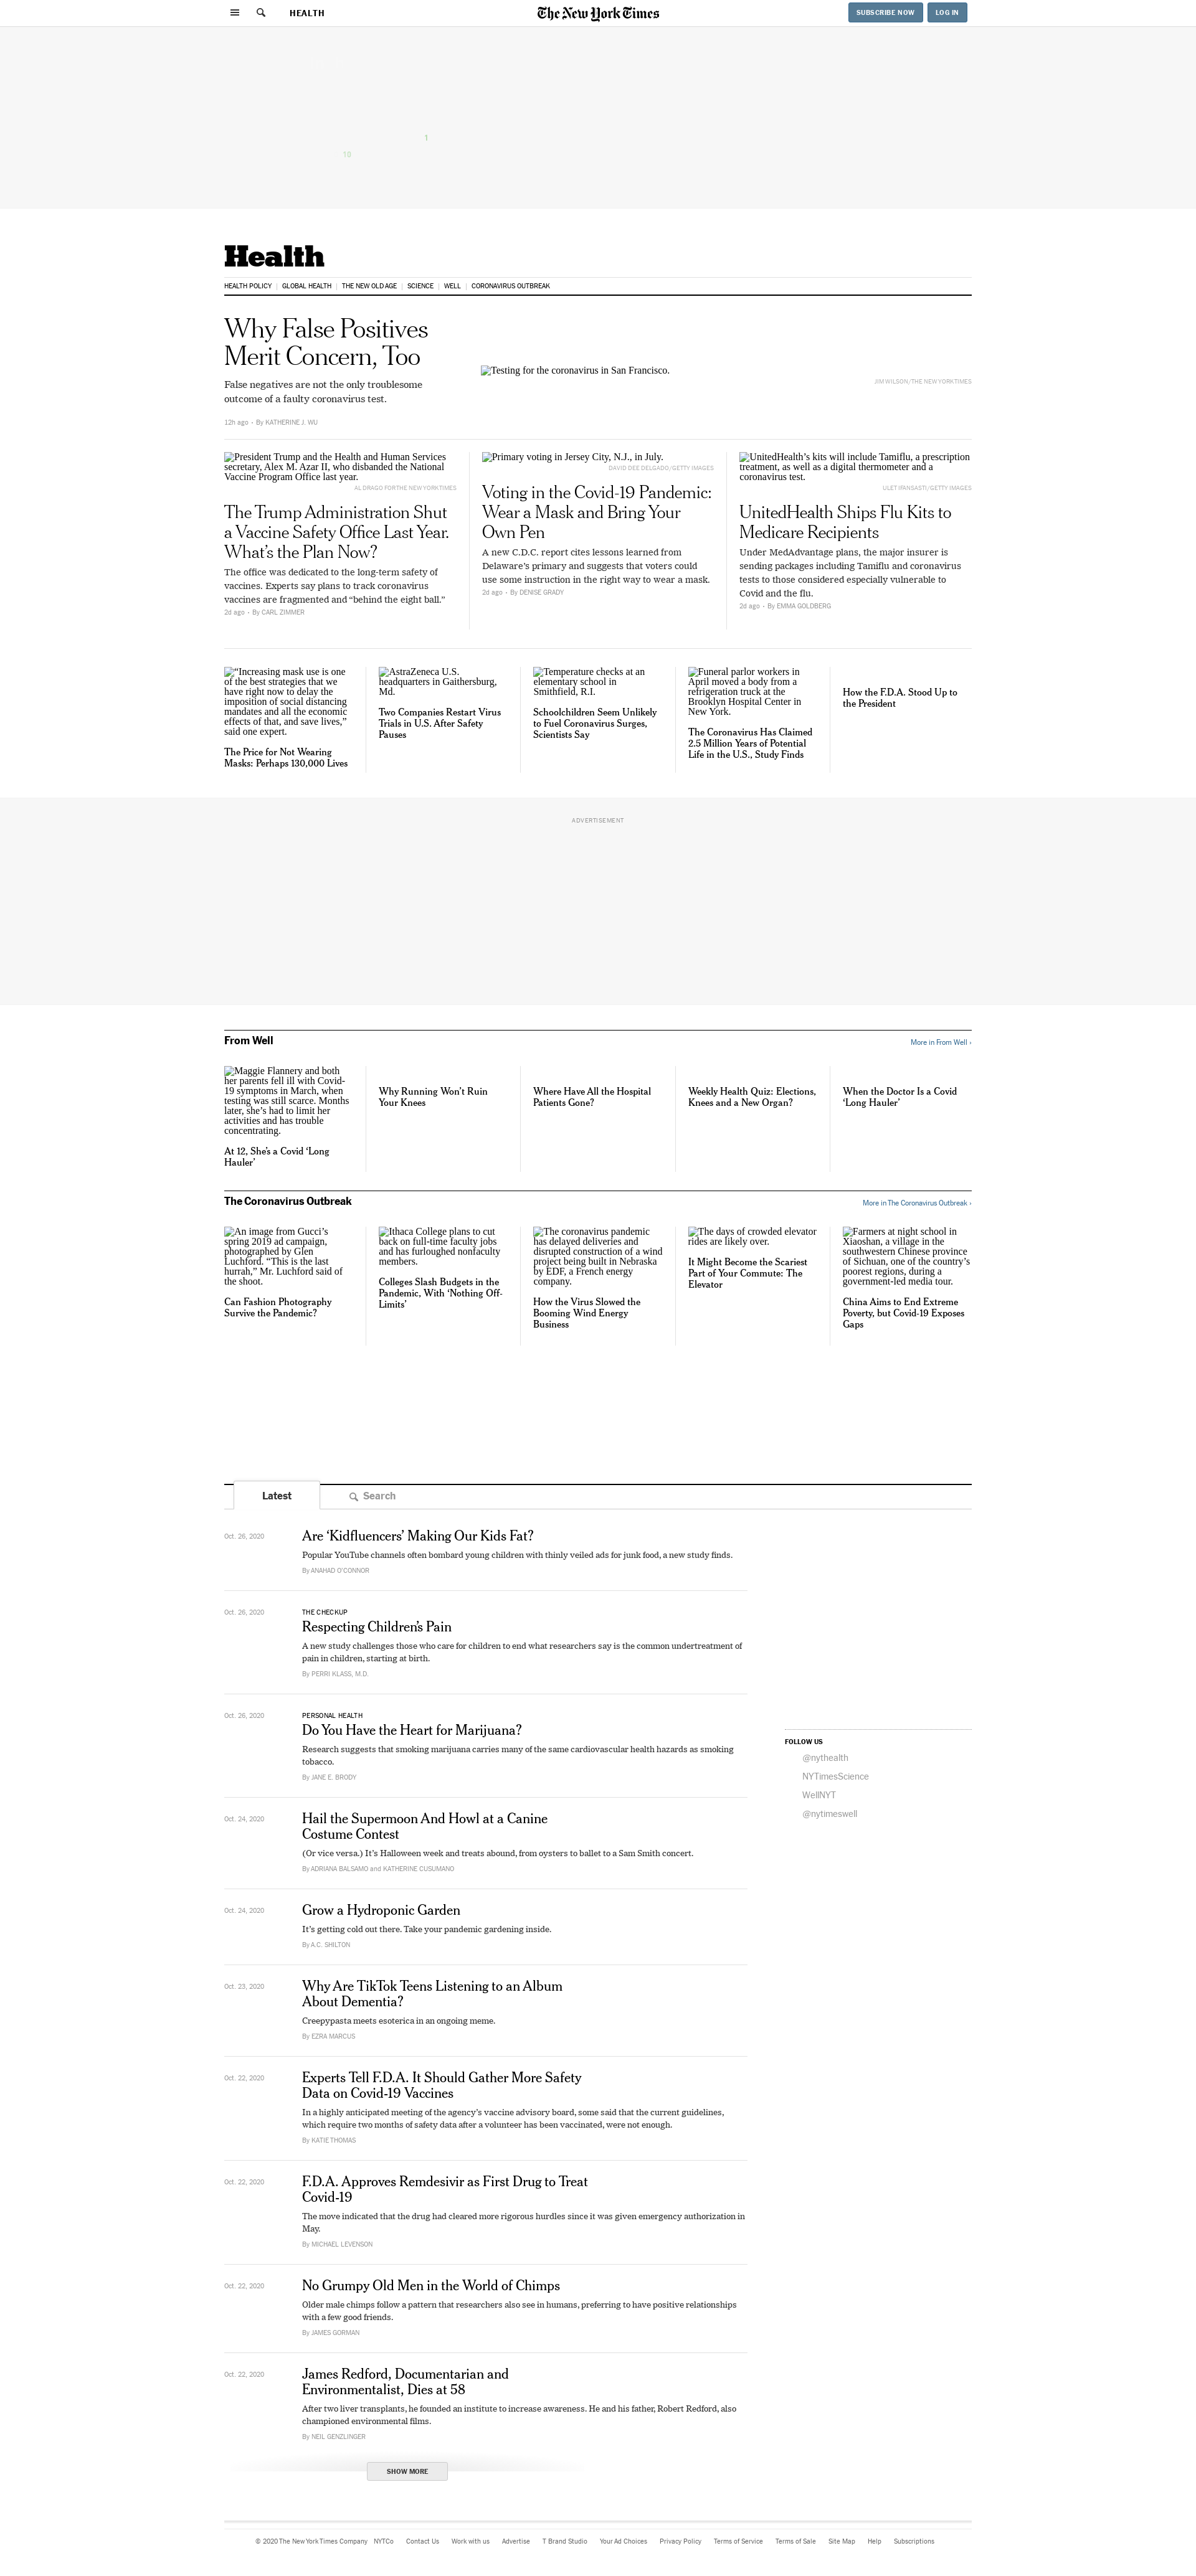 HEALTH
The New York Times
SUBSCRIBE NOW
LOG IN
1
18
Health
HEALTH POLICY
GLOBAL HEALTH
THE NEW OLD AGE
SCIENCE
WELL
CORONAVIRUS OUTBREAK
Why False Positives
Merit Concern, Too
False negatives are not the only troublesome
outcome of a faulty coronavirus test.
12h ago · By KATHERINE J. WU
Testing for the coronavirus in San Francisco.
JIM WILSON/THE NEW YORK TIMES
President Trump and the Health and Human Services
secretary, Alex M. Azar II, who disbanded the National
Vaccine Program Office last year.
AL DRAGO FOR THE NEW YORK TIMES
The Trump Administration Shut
a Vaccine Safety Office Last Year.
What’s the Plan Now?
The office was dedicated to the long-term safety of
vaccines. Experts say plans to track coronavirus
vaccines are fragmented and “behind the eight ball.”
2d ago · By CARL ZIMMER
Primary voting in Jersey City, N.J., in July.
DAVID DEE DELGADO/GETTY IMAGES
Voting in the Covid-19 Pandemic:
Wear a Mask and Bring Your
Own Pen
A new C.D.C. report cites lessons learned from
Delaware’s primary and suggests that voters could
use some instruction in the right way to wear a mask.
2d ago · By DENISE GRADY
UnitedHealth’s kits will include Tamiflu, a prescription
treatment, as well as a digital thermometer and a
coronavirus test.
ULET IFANSASTI/GETTY IMAGES
UnitedHealth Ships Flu Kits to
Medicare Recipients
Under MedAdvantage plans, the major insurer is
sending packages including Tamiflu and coronavirus
tests to those considered especially vulnerable to
Covid and the flu.
2d ago · By EMMA GOLDBERG
“Increasing mask use is one
of the best strategies that we
have right now to delay the
imposition of social distancing
mandates and all the economic
effects of that, and save lives,”
said one expert.
The Price for Not Wearing
Masks: Perhaps 130,000 Lives
AstraZeneca U.S.
headquarters in Gaithersburg,
Md.
Two Companies Restart Virus
Trials in U.S. After Safety
Pauses
Temperature checks at an
elementary school in
Smithfield, R.I.
Schoolchildren Seem Unlikely
to Fuel Coronavirus Surges,
Scientists Say
Funeral parlor workers in
April moved a body from a
refrigeration truck at the
Brooklyn Hospital Center in
New York.
The Coronavirus Has Claimed
2.5 Million Years of Potential
Life in the U.S., Study Finds
How the F.D.A. Stood Up to
the President
ADVERTISEMENT
From Well
More in From Well ›
Maggie Flannery and both
her parents fell ill with Covid-
19 symptoms in March, when
testing was still scarce. Months
later, she’s had to limit her
activities and has trouble
concentrating.
At 12, She’s a Covid ‘Long
Hauler’
Why Running Won’t Ruin
Your Knees
Where Have All the Hospital
Patients Gone?
Weekly Health Quiz: Elections,
Knees and a New Organ?
When the Doctor Is a Covid
‘Long Hauler’
The Coronavirus Outbreak
More in The Coronavirus Outbreak ›
An image from Gucci’s
spring 2019 ad campaign,
photographed by Glen
Luchford. “This is the last
hurrah,” Mr. Luchford said of
the shoot.
Can Fashion Photography
Survive the Pandemic?
Ithaca College plans to cut
back on full-time faculty jobs
and has furloughed nonfaculty
members.
Colleges Slash Budgets in the
Pandemic, With ‘Nothing Off-
Limits’
The coronavirus pandemic
has delayed deliveries and
disrupted construction of a wind
project being built in Nebraska
by EDF, a French energy
company.
How the Virus Slowed the
Booming Wind Energy
Business
The days of crowded elevator
rides are likely over.
It Might Become the Scariest
Part of Your Commute: The
Elevator
Farmers at night school in
Xiaoshan, a village in the
southwestern Chinese province
of Sichuan, one of the country’s
poorest regions, during a
government-led media tour.
China Aims to End Extreme
Poverty, but Covid-19 Exposes
Gaps
Latest
Search
Oct. 26, 2020
Are ‘Kidfluencers’ Making Our Kids Fat?
Popular YouTube channels often bombard young children with thinly veiled ads for junk food, a new study finds.
By ANAHAD O’CONNOR
Oct. 26, 2020
THE CHECKUP
Respecting Children’s Pain
A new study challenges those who care for children to end what researchers say is the common undertreatment of
pain in children, starting at birth.
By PERRI KLASS, M.D.
Oct. 26, 2020
PERSONAL HEALTH
Do You Have the Heart for Marijuana?
Research suggests that smoking marijuana carries many of the same cardiovascular health hazards as smoking
tobacco.
By JANE E. BRODY
FOLLOW US
@nythealth
NYTimesScience
WellNYT
@nytimeswell
Oct. 24, 2020
Hail the Supermoon And Howl at a Canine
Costume Contest
(Or vice versa.) It’s Halloween week and treats abound, from oysters to ballet to a Sam Smith concert.
By ADRIANA BALSAMO and KATHERINE CUSUMANO
Oct. 24, 2020
Grow a Hydroponic Garden
It’s getting cold out there. Take your pandemic gardening inside.
By A.C. SHILTON
Oct. 23, 2020
Why Are TikTok Teens Listening to an Album
About Dementia?
Creepypasta meets esoterica in an ongoing meme.
By EZRA MARCUS
Oct. 22, 2020
Experts Tell F.D.A. It Should Gather More Safety
Data on Covid-19 Vaccines
In a highly anticipated meeting of the agency’s vaccine advisory board, some said that the current guidelines,
which require two months of safety data after a volunteer has been vaccinated, were not enough.
By KATIE THOMAS
Oct. 22, 2020
F.D.A. Approves Remdesivir as First Drug to Treat
Covid-19
The move indicated that the drug had cleared more rigorous hurdles since it was given emergency authorization in
May.
By MICHAEL LEVENSON
Oct. 22, 2020
No Grumpy Old Men in the World of Chimps
Older male chimps follow a pattern that researchers also see in humans, preferring to have positive relationships
with a few good friends.
By JAMES GORMAN
Oct. 22, 2020
James Redford, Documentarian and
Environmentalist, Dies at 58
After two liver transplants, he founded an institute to increase awareness. He and his father, Robert Redford, also
championed environmental films.
By NEIL GENZLINGER
SHOW MORE
© 2020 The New York Times Company NYTCo Contact Us Work with us Advertise T Brand Studio Your Ad Choices Privacy Policy Terms of Service Terms of Sale Site Map Help Subscriptions